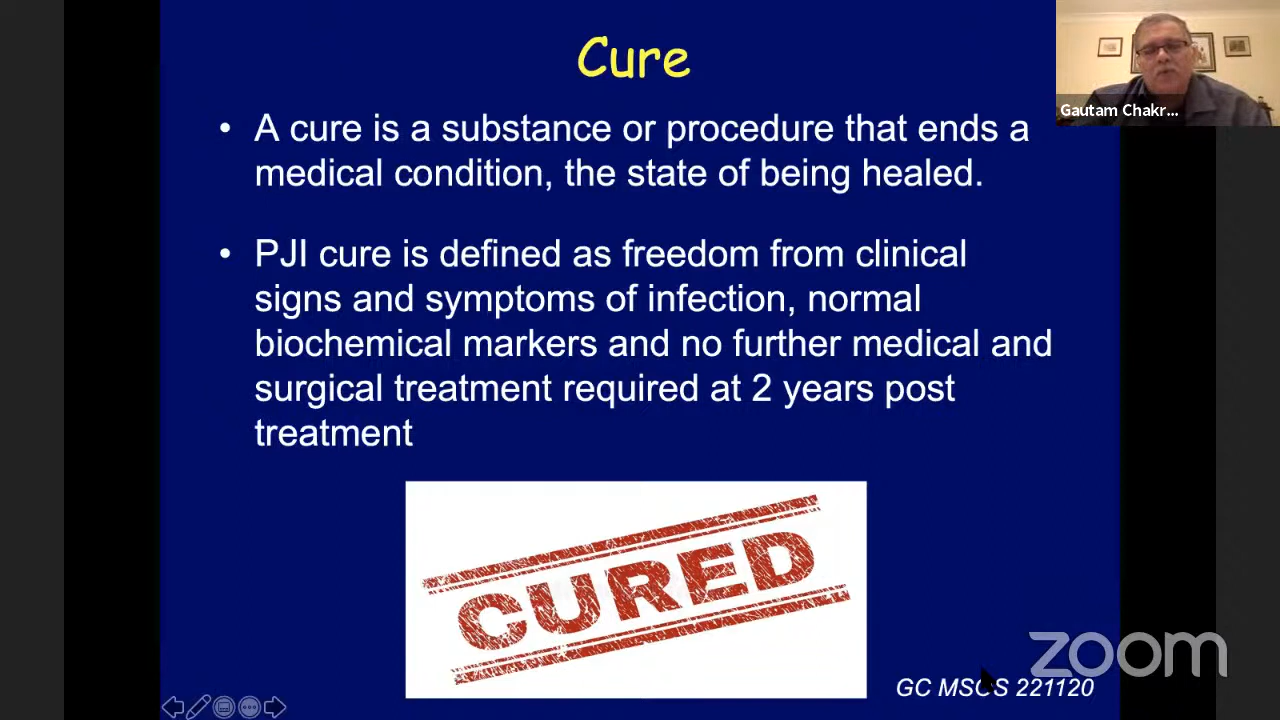 Cure
Gautam Chakr...
• A cure is a substance or procedure that ends a
medical condition, the state of being healed.
• PJI cure is defined as freedom from clinical
signs and symptoms of infection, normal
biochemical markers and no further medical and
surgical treatment required at 2 years post
treatment
CURED
zoom
GC MSOS 221120